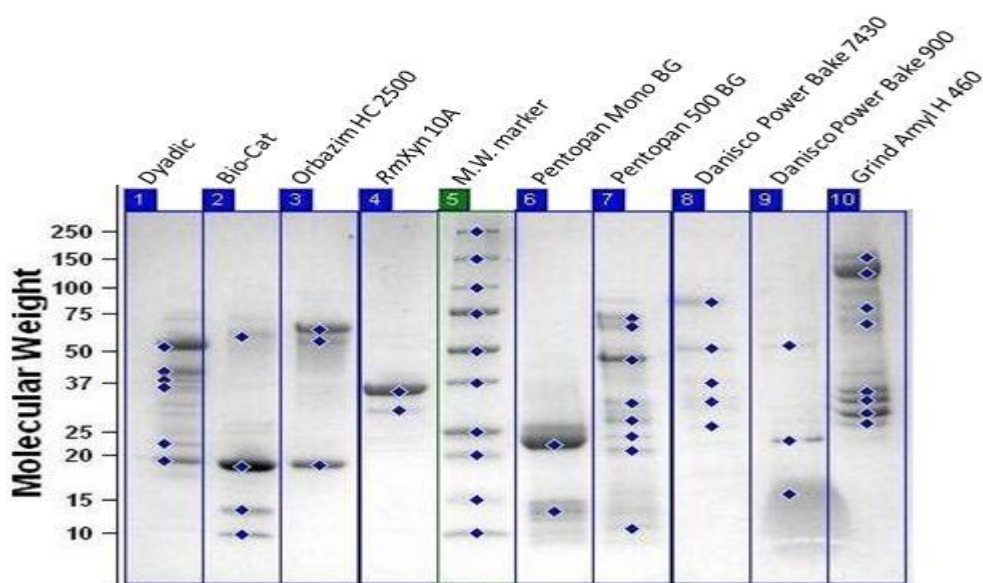 Dyadic
Bio-Cat
Orbazim HC 2500
RmXyn 10A
M.W. marker
Pentopan Mono BG
Pentopan 500 BG
Danisco Power Bake 7430
Danisco Power Bake 900
Grind Amyl H 460
1 2 3 4 5 6 7 8 9 10
Molecular Weight
250
150
100
75
50
37
25
20
15
10